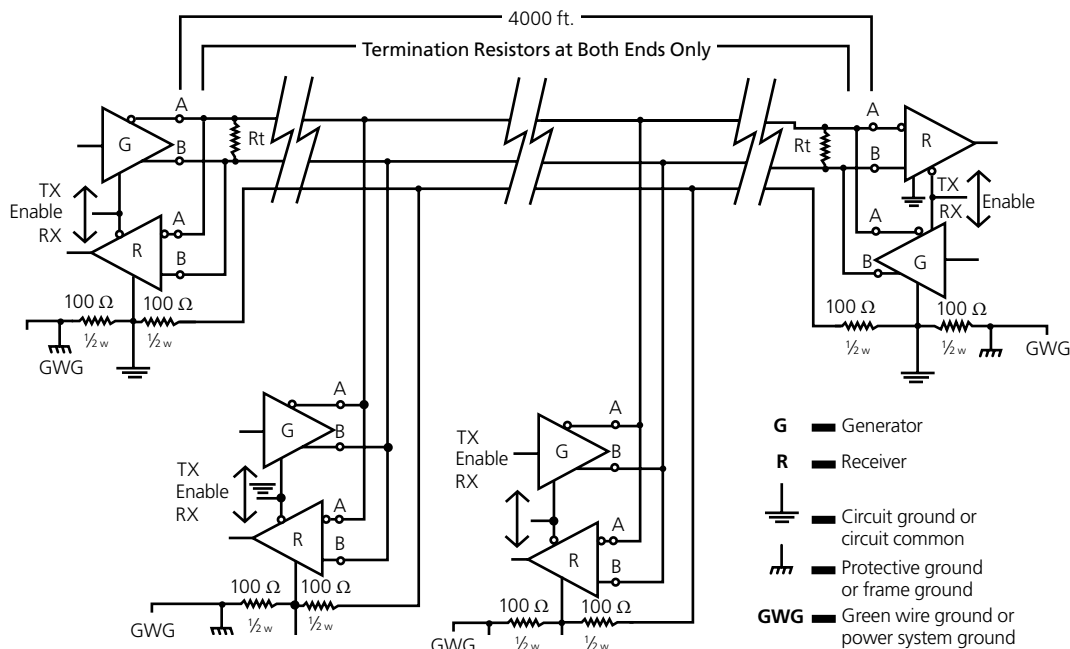 4000 ft.
Termination Resistors at Both Ends Only
A
G
B
Rt
TX
Enable
RX
A
R
B
100 Ω
100 Ω
½ w
½ w
GWG
A
Rt
B
R
TX
RX
Enable
A
B
G
100 Ω
100 Ω
½ w
½ w
GWG
A
G
B
TX
Enable
RX
A
R
B
100 Ω
100 Ω
½ w
½ w
GWG
A
G
B
TX
Enable
RX
A
R
B
100 Ω
100 Ω
½ w
½ w
GWG
G Generator
R Receiver
Circuit ground or
circuit common
Protective ground
or frame ground
GWG Green wire ground or
power system ground